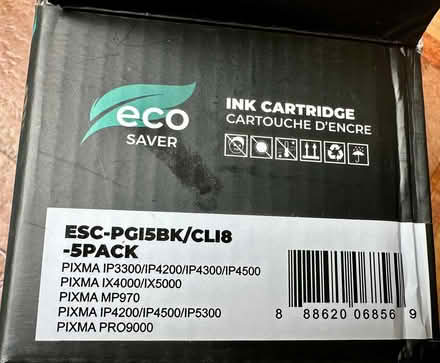 eco
SAVER
INK CARTRIDGE
CARTOUCHE D'ENCRE
ESC-PGI5BK/CLI8
-5PACK
PIXMA IP3300/IP4200/IP4300/IP4500
PIXMA IX4000/IX5000
PIXMA MP970
PIXMA IP4200/IP4500/IP5300
PIXMA PRO9000
8 88620 06856 9